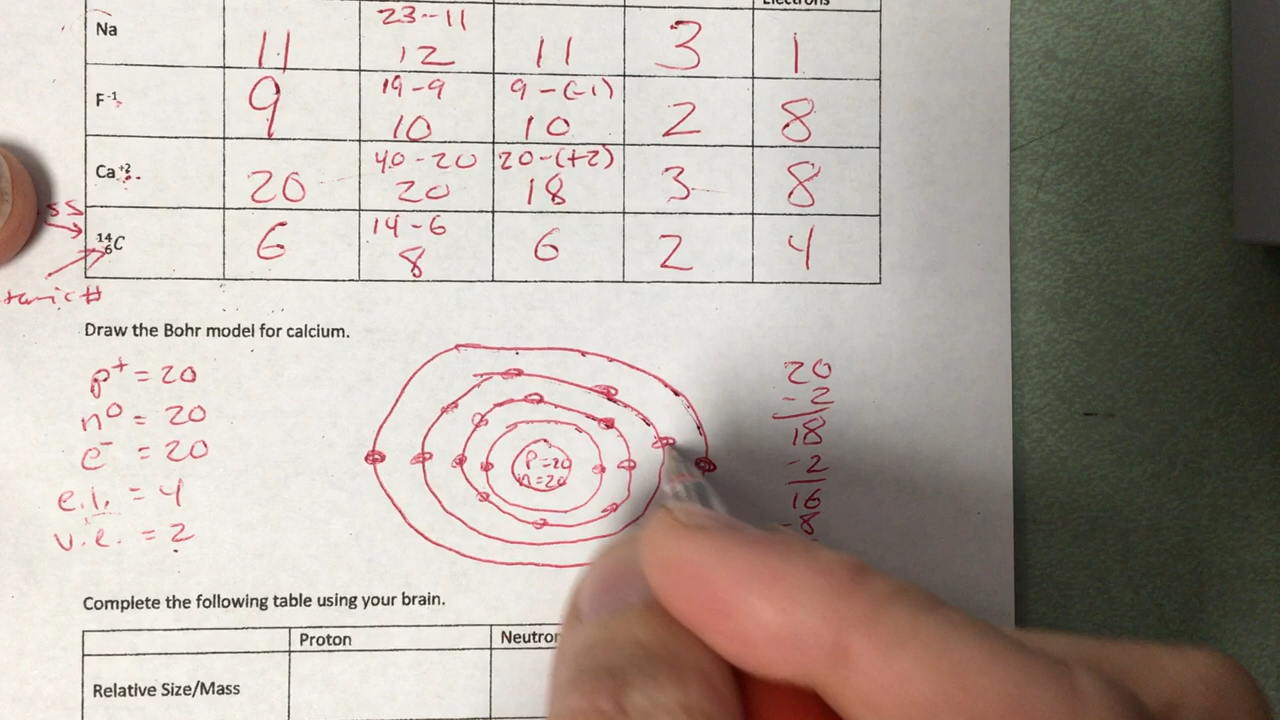 Electrons
Na 11 23-11 12 11 3 1
F-1 9 19-9 10 9-(-1) 10 2 8
Ca+2 20 40-20 20 20-(+2) 18 3 8
ss
14 6 C 6 14-6 8 6 2 4
#
Draw the Bohr model for calcium.
p+ = 20
n0 = 20
e- = 20
e.l. = 4
v.e. = 2
P=20
n=20
20
-2
18
-2
16
Complete the following table using your brain.
Proton Neutron
Relative Size/Mass